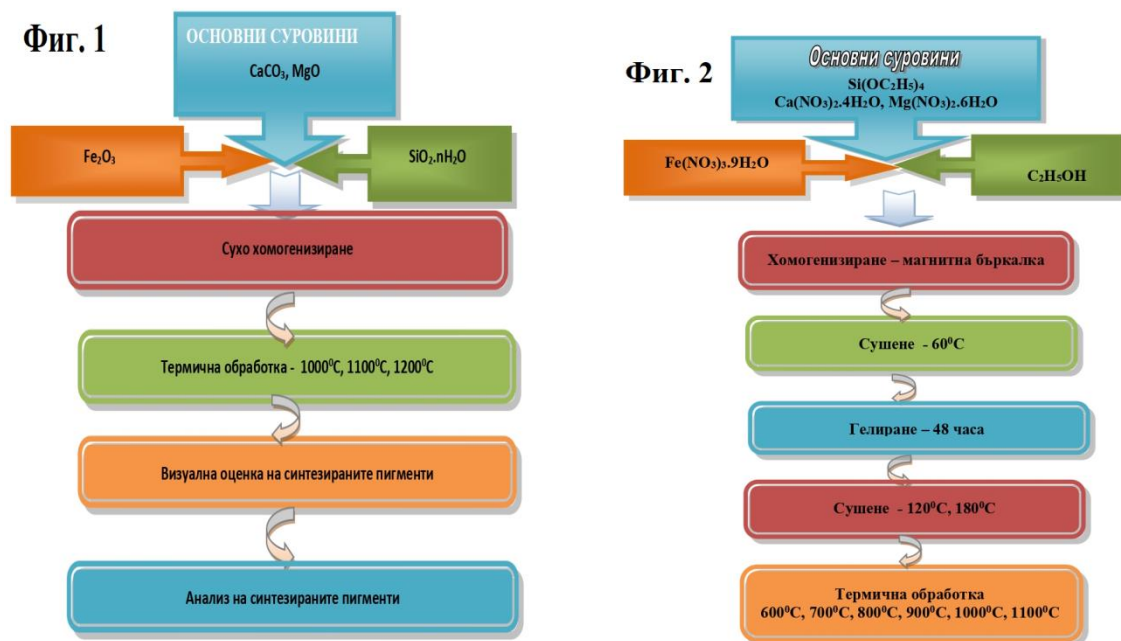 Фиг. 1
ОСНОВНИ СУРОВИНИ
CaCO₃, MgO
Fe₂O₃
SiO₂.nH₂O
Сухо хомогенизиране
Термична обработка - 1000⁰C, 1100⁰C, 1200⁰C
Визуална оценка на синтезираните пигменти
Анализ на синтезираните пигменти
Фиг. 2
Основни суровини
Si(OC₂H₅)₄
Ca(NO₃)₂.4H₂O, Mg(NO₃)₂.6H₂O
Fe(NO₃)₃.9H₂O
C₂H₅OH
Хомогенизиране – магнитна бъркалка
Сушене - 60⁰C
Гелиране – 48 часа
Сушене - 120⁰C, 180⁰C
Термична обработка
600⁰C, 700⁰C, 800⁰C, 900⁰C, 1000⁰C, 1100⁰C